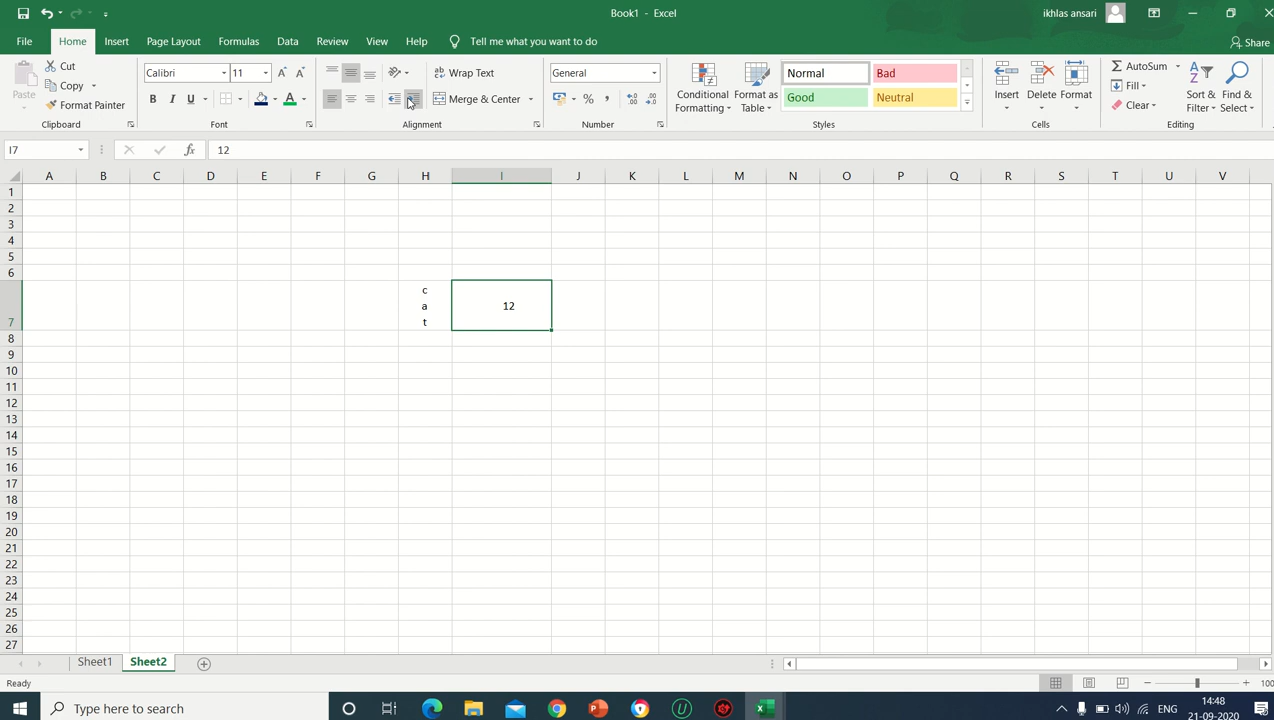 Book1 - Excel
ikhlas ansari
File Home Insert Page Layout Formulas Data Review View Help Tell me what you want to do Share
Paste
Cut
Copy
Format Painter
Clipboard
Calibri 11
A A
B I U A
Font
ab
Wrap Text
Merge & Center
Alignment
General
% , .00
Number
Conditional Formatting
Format as Table
Normal Bad
Good Neutral
Styles
Insert Delete Format
Cells
AutoSum
Fill
Clear
Sort & Filter
Find & Select
Editing
I7 fx 12
A B C D E F G H I J K L M N O P Q R S T U V
1
2
3
4
5
6
c
a 12
7 t
8
9
10
11
12
13
14
15
16
17
18
19
20
21
22
23
24
25
26
27
Sheet1 Sheet2
Ready 100
Type here to search
ENG
14:48
21-09-2020